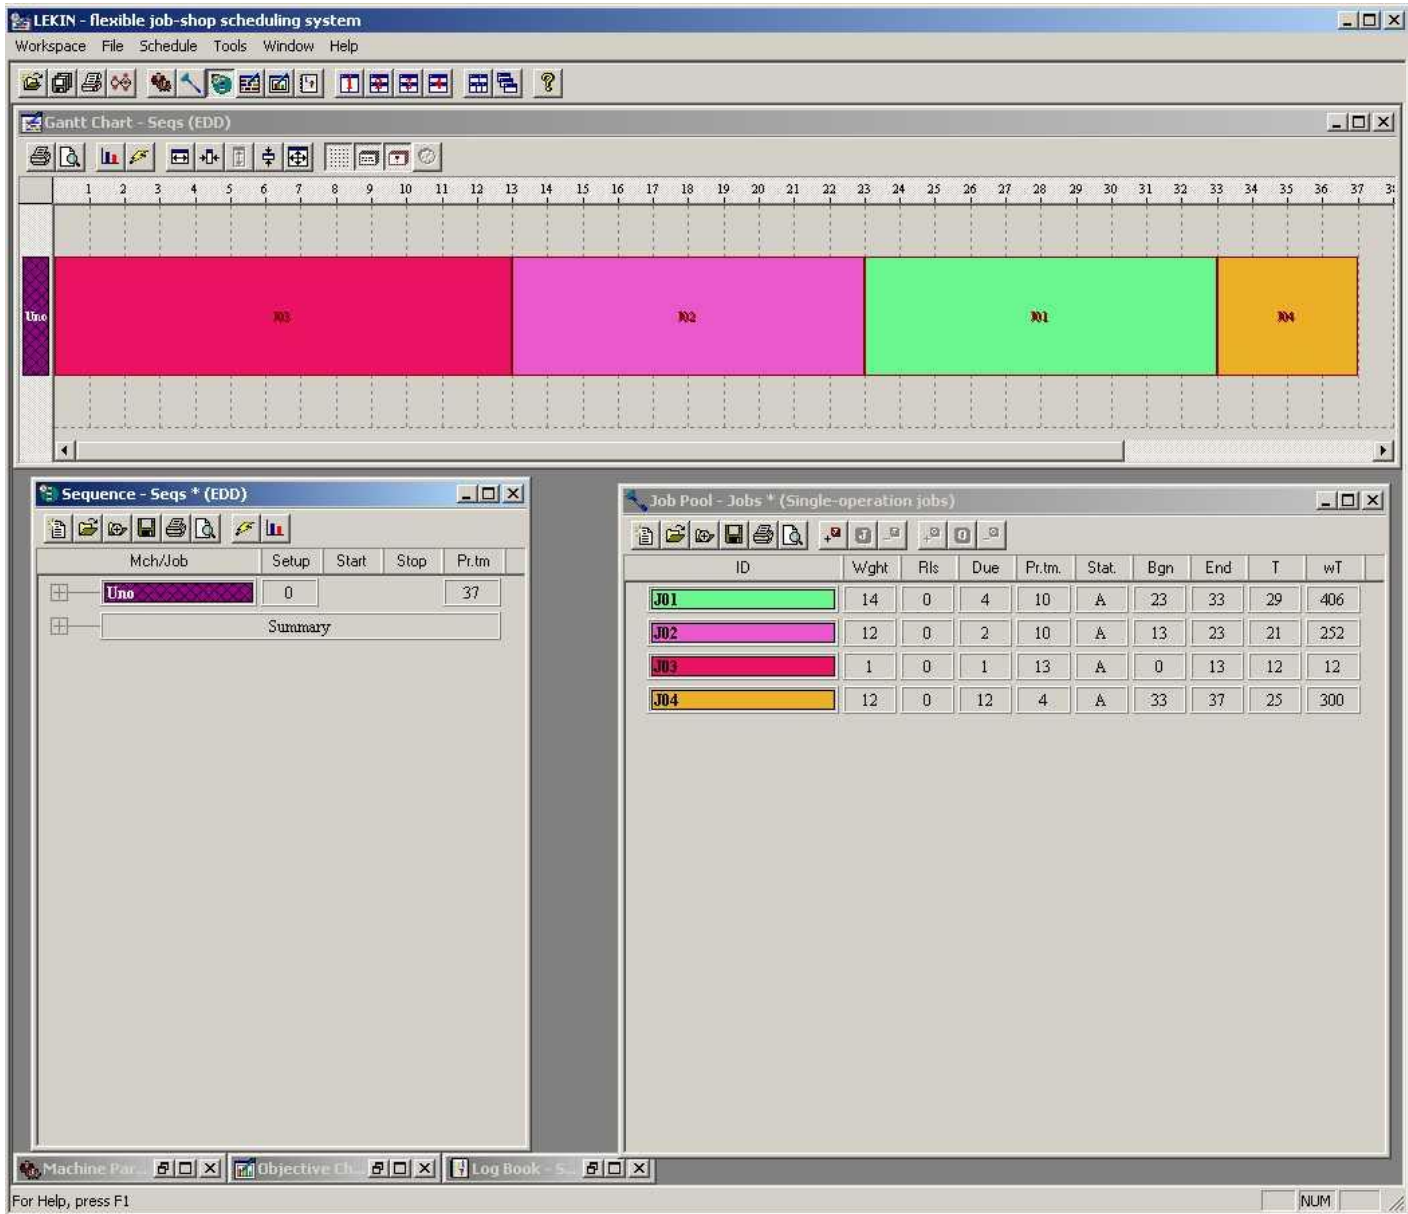 LEKIN - flexible job-shop scheduling system
Workspace File Schedule Tools Window Help
Gantt Chart - Seqs (EDD)
1 2 3 4 5 6 7 8 9 10 11 12 13 14 15 16 17 18 19 20 21 22 23 24 25 26 27 28 29 30 31 32 33 34 35 36 37
Uno J03 J02 J01 J04
Sequence - Seqs * (EDD)
Mch/Job Setup Start Stop Pr.tm
Uno 0 37
Summary
Job Pool - Jobs * (Single-operation jobs)
ID Wght Rls Due Pr.tm. Stat. Bgn End T wT
J01 14 0 4 10 A 23 33 29 406
J02 12 0 2 10 A 13 23 21 252
J03 1 0 1 13 A 0 13 12 12
J04 12 0 12 4 A 33 37 25 300
Machine Par... Objective Ch... Log Book - S...
For Help, press F1 NUM